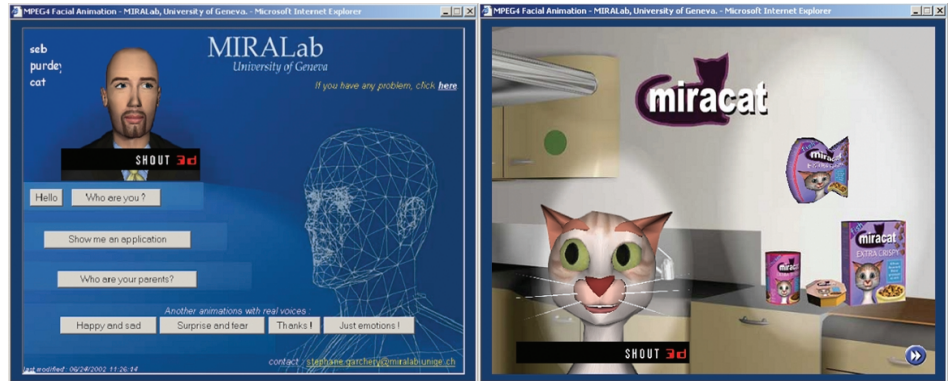 MPEG4 Facial Animation - MIRALab, University of Geneva. - Microsoft Internet Explorer
seb
purdey
cat
MIRALab
University of Geneva
If you have any problem, click here
SHOUT 3d
Hello
Who are you ?
Show me an application
Who are your parents?
Another animations with real voices :
Happy and sad
Surprise and fear
Thanks !
Just emotions !
contact : stephane.garchery@miralab.unige.ch
last modified: 06/24/2002 11:26:14
MPEG4 Facial Animation - MIRALab, University of Geneva. - Microsoft Internet Explorer
miracat
miracat
miracat
miracat
EXTRA CRISPY
SHOUT 3d